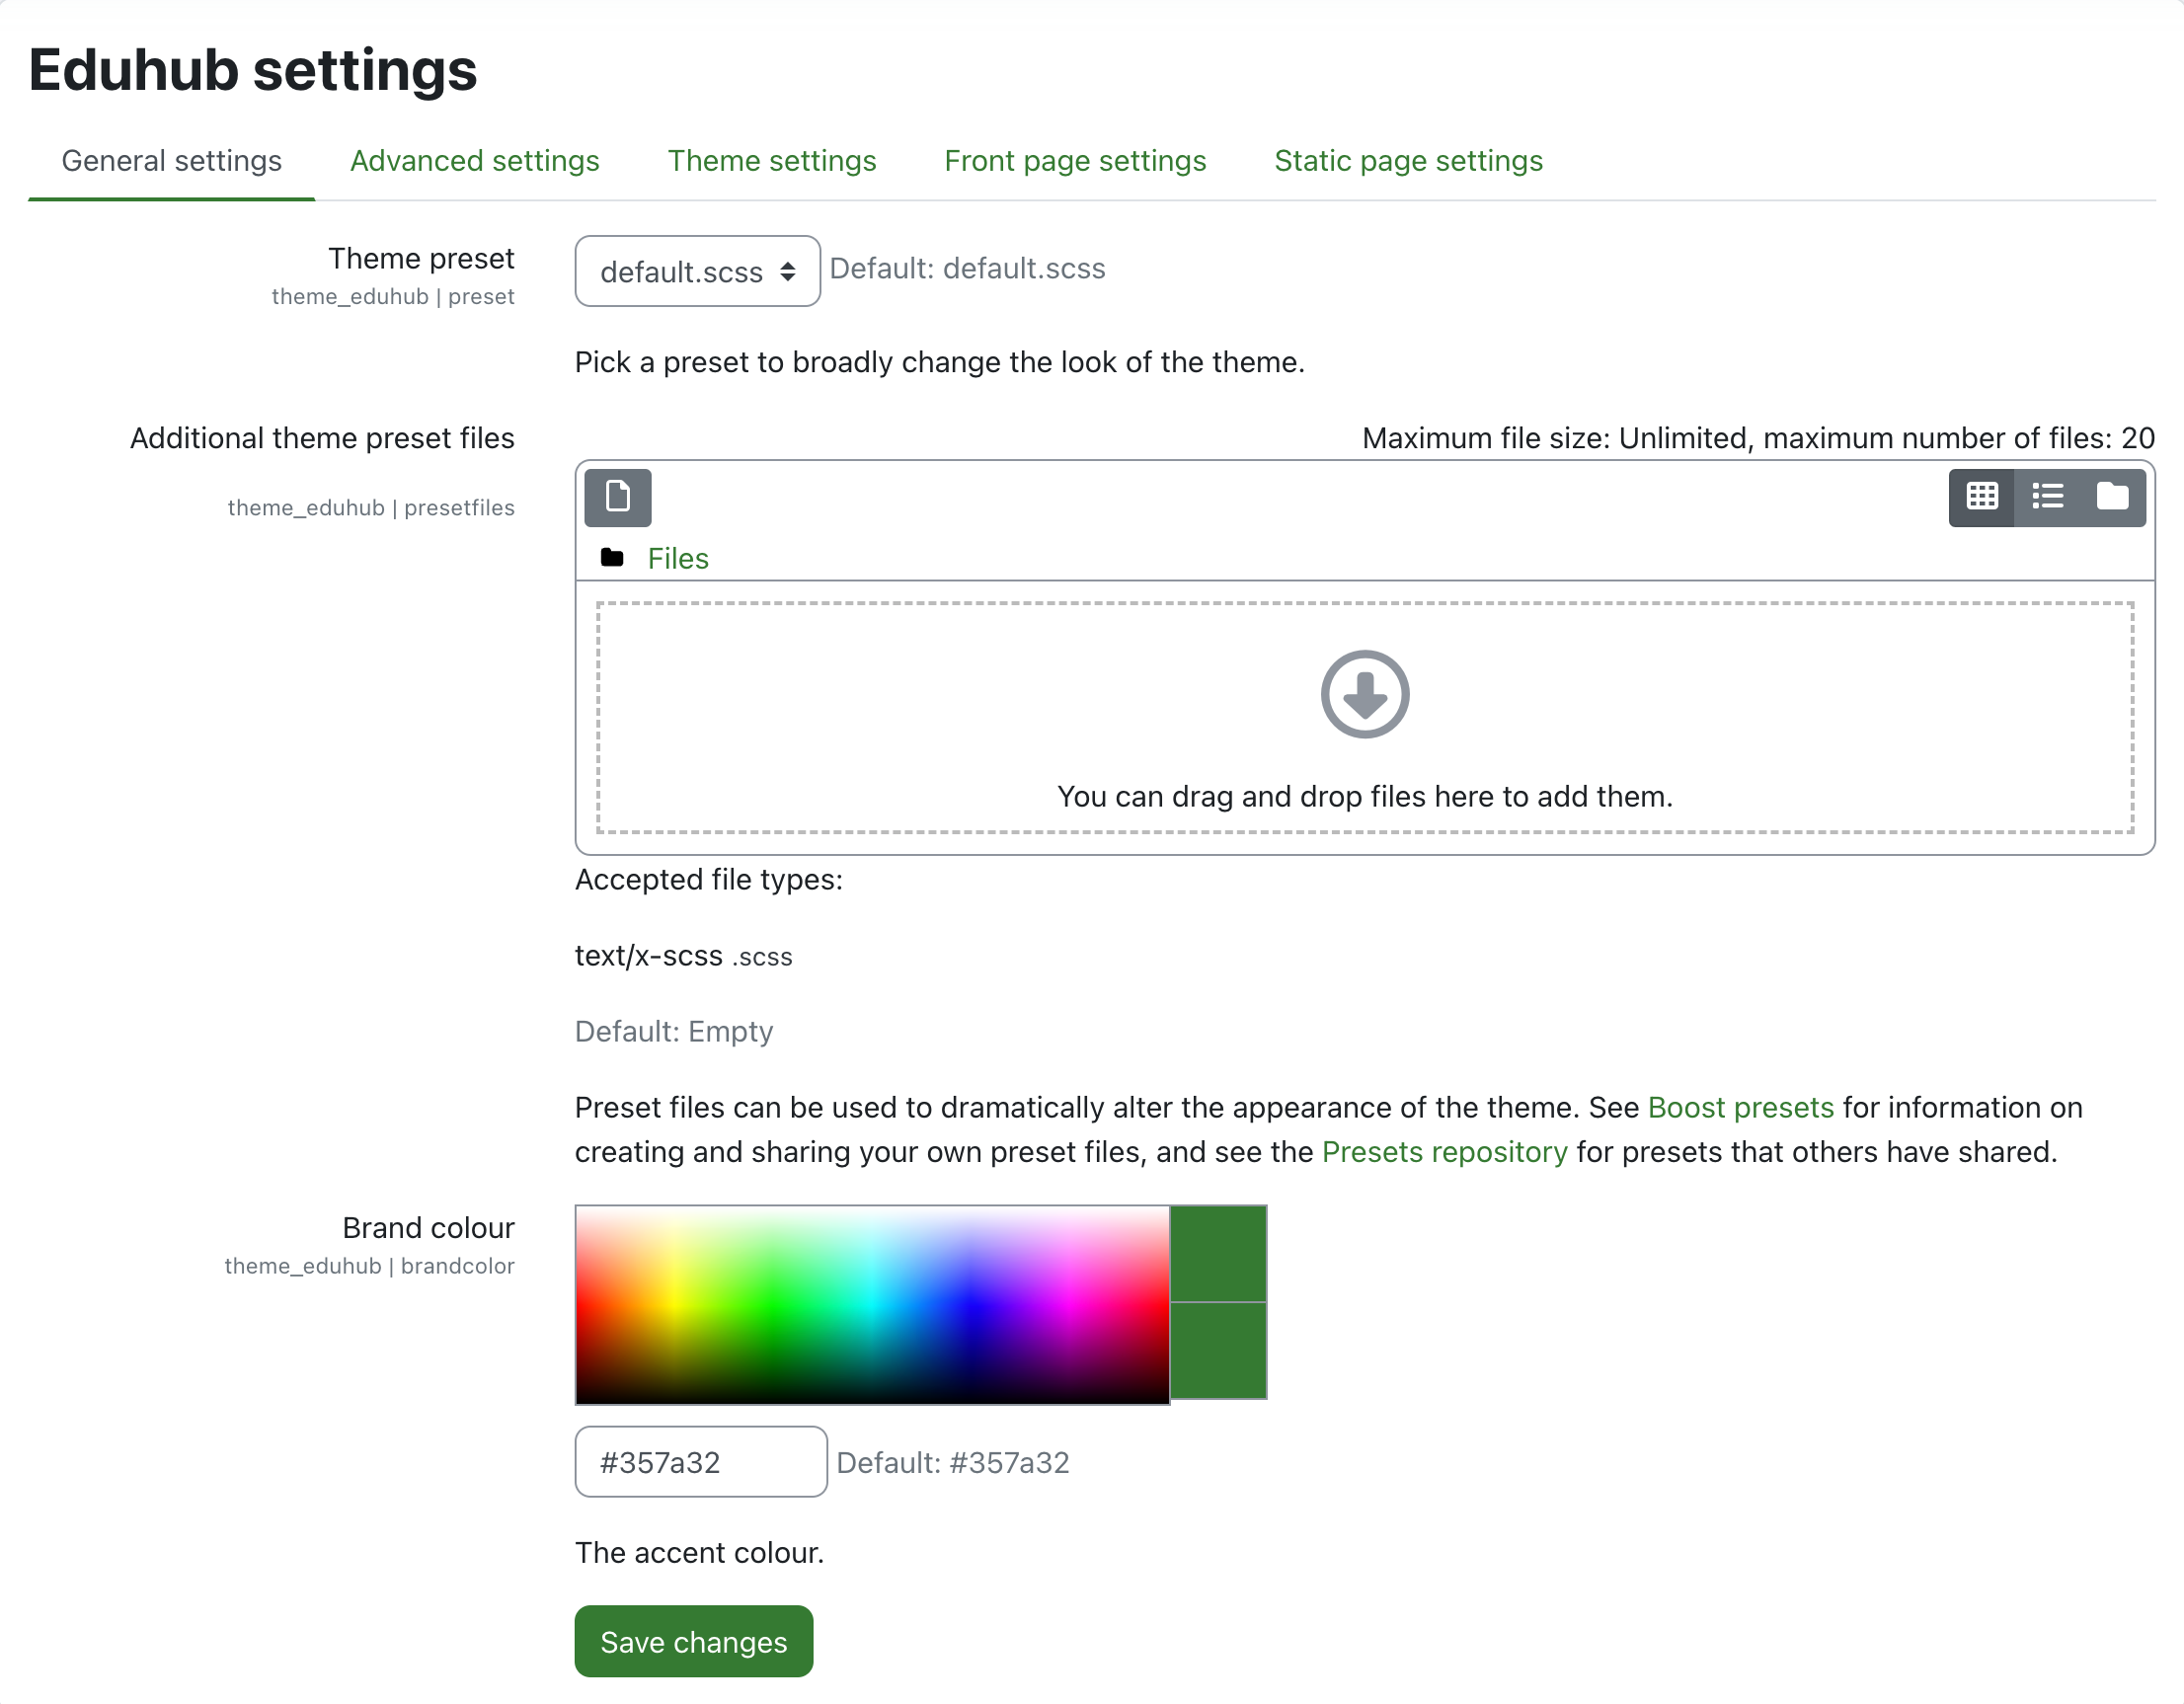 Eduhub settings
General settings Advanced settings Theme settings Front page settings Static page settings
Theme preset
theme_eduhub | preset
default.scss Default: default.scss
Pick a preset to broadly change the look of the theme.
Additional theme preset files
theme_eduhub | presetfiles
Maximum file size: Unlimited, maximum number of files: 20
Files
You can drag and drop files here to add them.
Accepted file types:
text/x-scss .scss
Default: Empty
Preset files can be used to dramatically alter the appearance of the theme. See Boost presets for information on
creating and sharing your own preset files, and see the Presets repository for presets that others have shared.
Brand colour
theme_eduhub | brandcolor
#357a32 Default: #357a32
The accent colour.
Save changes